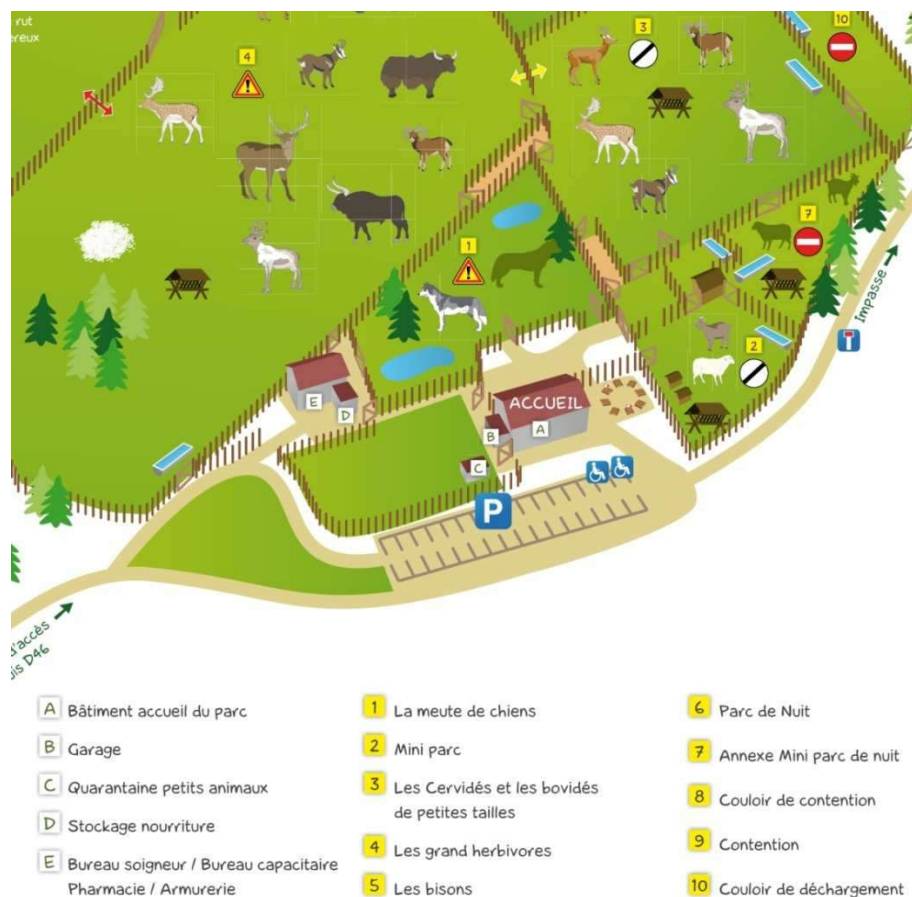 rut
ereux
4
3
10
7
1
Impasse
2
ACCUEIL
E
D
B
A
C
P
d'accès
is D46
A Bâtiment accueil du parc
B Garage
C Quarantaine petits animaux
D Stockage nourriture
E Bureau soigneur / Bureau capacitaire
Pharmacie / Armurerie
1 La meute de chiens
2 Mini parc
3 Les Cervidés et les bovidés
de petites tailles
4 Les grand herbivores
5 Les bisons
6 Parc de Nuit
7 Annexe Mini parc de nuit
8 Couloir de contention
9 Contention
10 Couloir de déchargement